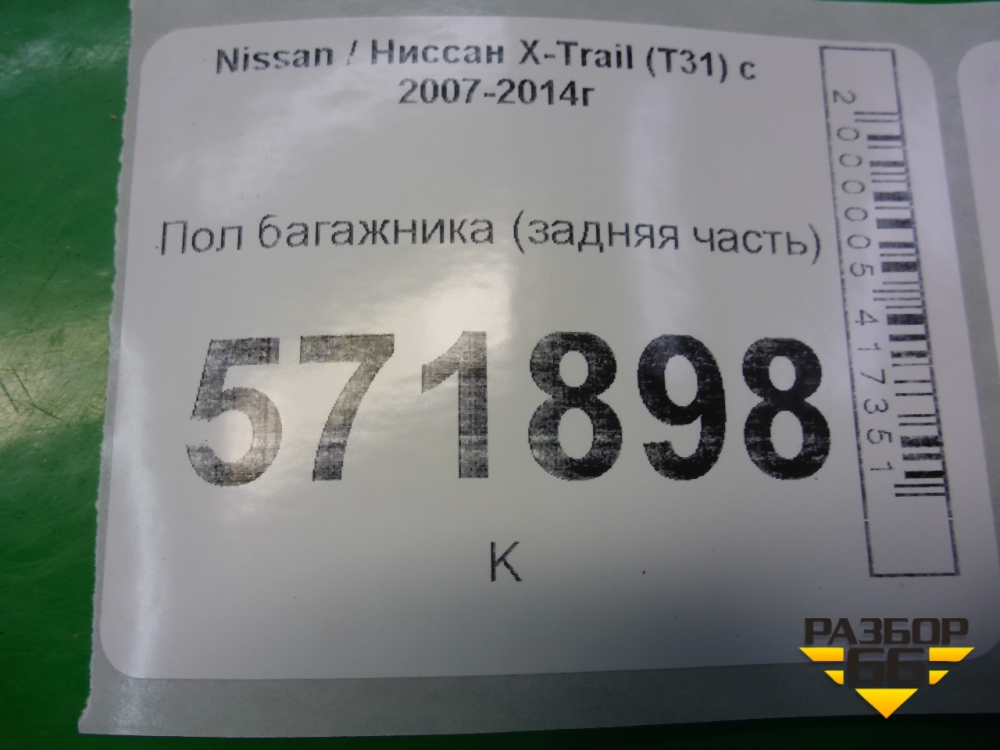 Nissan / Ниссан X-Trail (T31) с
2007-2014г
Пол багажника (задняя часть)
571898
К
2000005417351
РАЗБОР
66